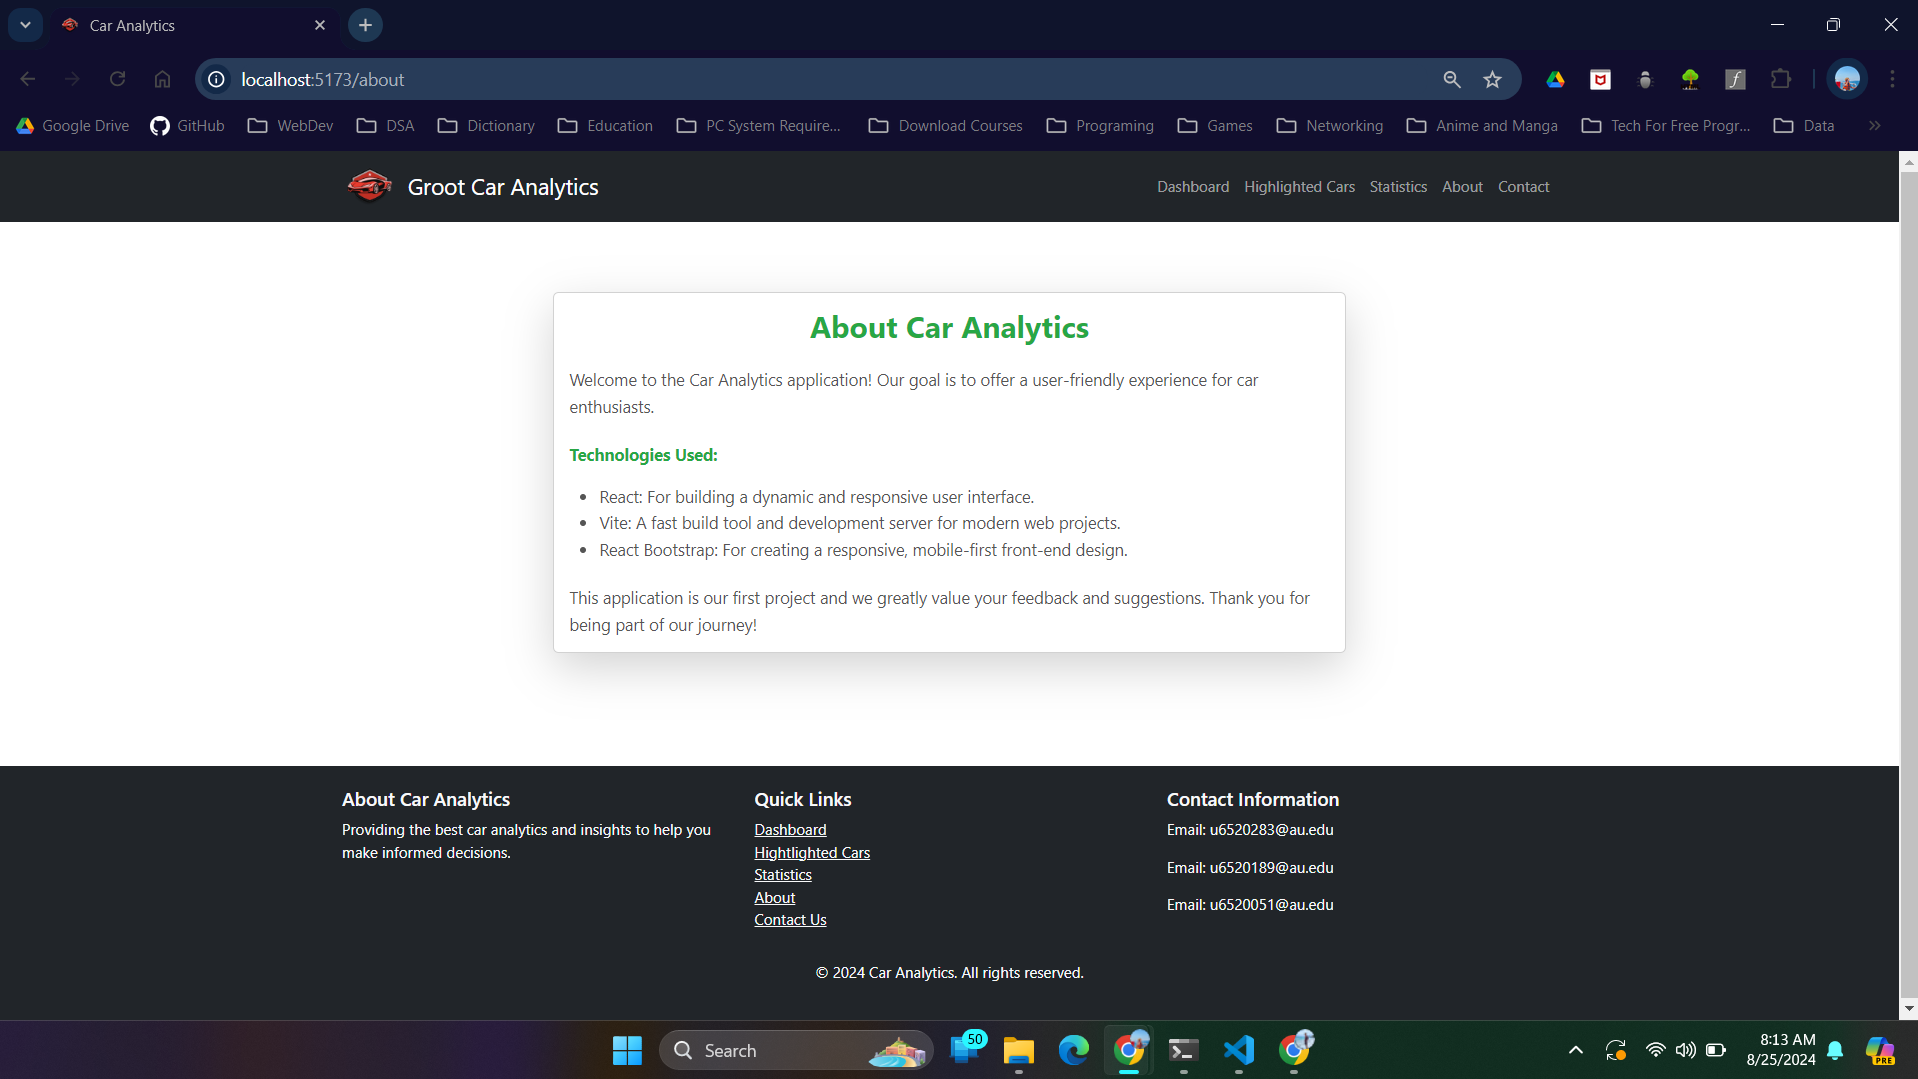 Car Analytics
localhost:5173/about
Google Drive GitHub WebDev DSA Dictionary Education PC System Require... Download Courses Programing Games Networking Anime and Manga Tech For Free Progr... Data
Groot Car Analytics
Dashboard Highlighted Cars Statistics About Contact
About Car Analytics
Welcome to the Car Analytics application! Our goal is to offer a user-friendly experience for car
enthusiasts.
Technologies Used:
React: For building a dynamic and responsive user interface.
Vite: A fast build tool and development server for modern web projects.
React Bootstrap: For creating a responsive, mobile-first front-end design.
This application is our first project and we greatly value your feedback and suggestions. Thank you for
being part of our journey!
About Car Analytics
Providing the best car analytics and insights to help you
make informed decisions.
Quick Links
Dashboard
Hightlighted Cars
Statistics
About
Contact Us
Contact Information
Email: u6520283@au.edu
Email: u6520189@au.edu
Email: u6520051@au.edu
© 2024 Car Analytics. All rights reserved.
Search
50
8:13 AM
8/25/2024
PRE